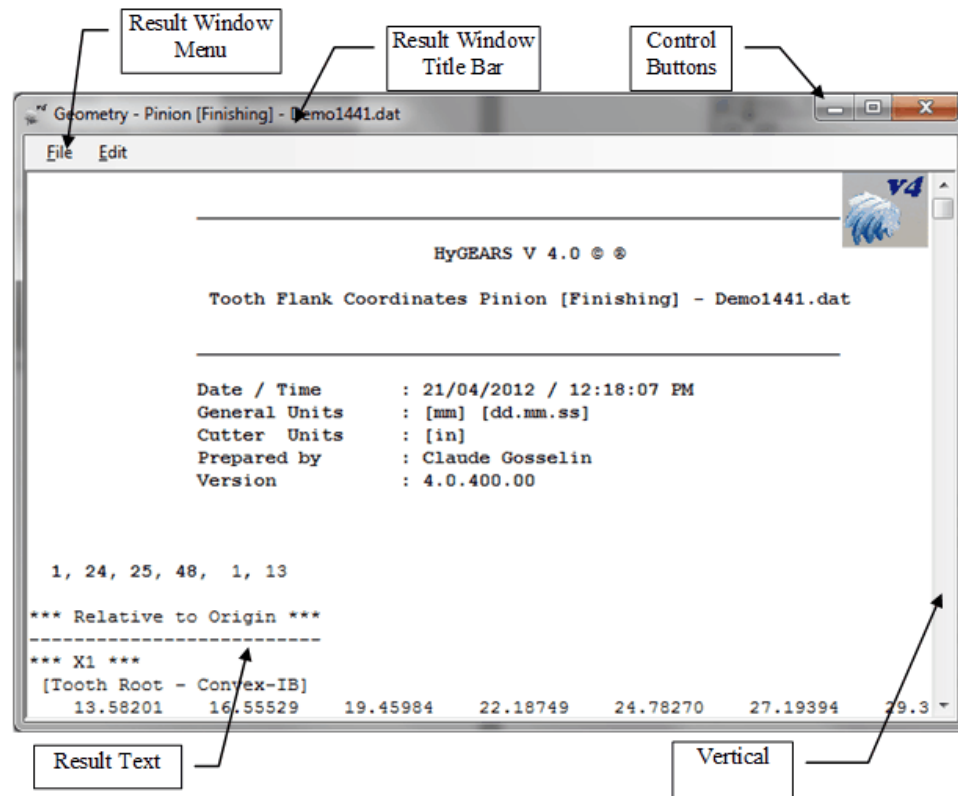 Result Window
Menu
Result Window
Title Bar
Control
Buttons
Geometry - Pinion [Finishing] - Demo1441.dat
File Edit
v4
HyGEARS V 4.0 © ®
Tooth Flank Coordinates Pinion [Finishing] - Demo1441.dat
Date / Time : 21/04/2012 / 12:18:07 PM
General Units : [mm] [dd.mm.ss]
Cutter Units : [in]
Prepared by : Claude Gosselin
Version : 4.0.400.00
1, 24, 25, 48, 1, 13
*** Relative to Origin ***
--------------------------
*** X1 ***
[Tooth Root - Convex-IB]
13.58201 16.55529 19.45984 22.18749 24.78270 27.19394 29.3
Result Text
Vertical